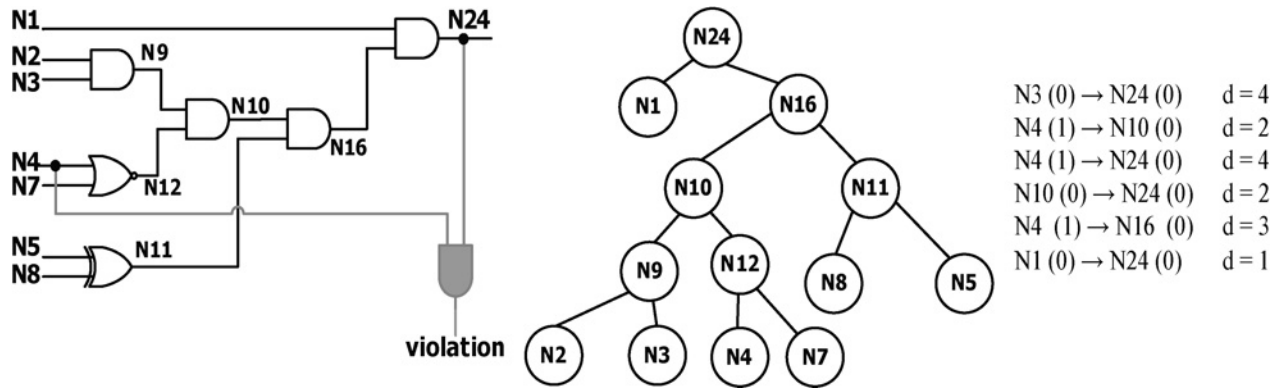 N1
N24
N2
N9
N3
N10
N16
N4
N7
N12
N5
N11
N8
violation
N24
N1
N16
N10
N11
N9
N12
N8
N5
N2
N3
N4
N7
N3 (0) → N24 (0) d = 4
N4 (1) → N10 (0) d = 2
N4 (1) → N24 (0) d = 4
N10 (0) → N24 (0) d = 2
N4 (1) → N16 (0) d = 3
N1 (0) → N24 (0) d = 1